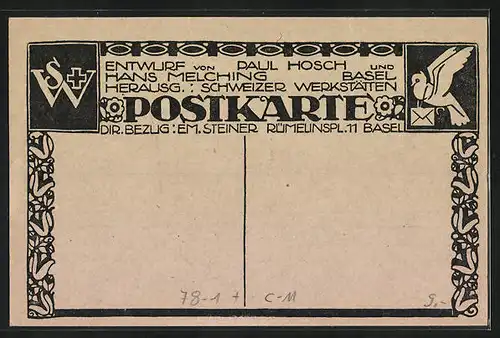 SW
ENTWURF VON PAUL HOSCH UND
HANS MELCHING BASEL
HERAUSG.: SCHWEIZER WERKSTÄTTEN
POSTKARTE
DIR. BEZUG: EM. STEINER RÜMELINSPL. 11 BASEL
78-1 + C-M
9.-